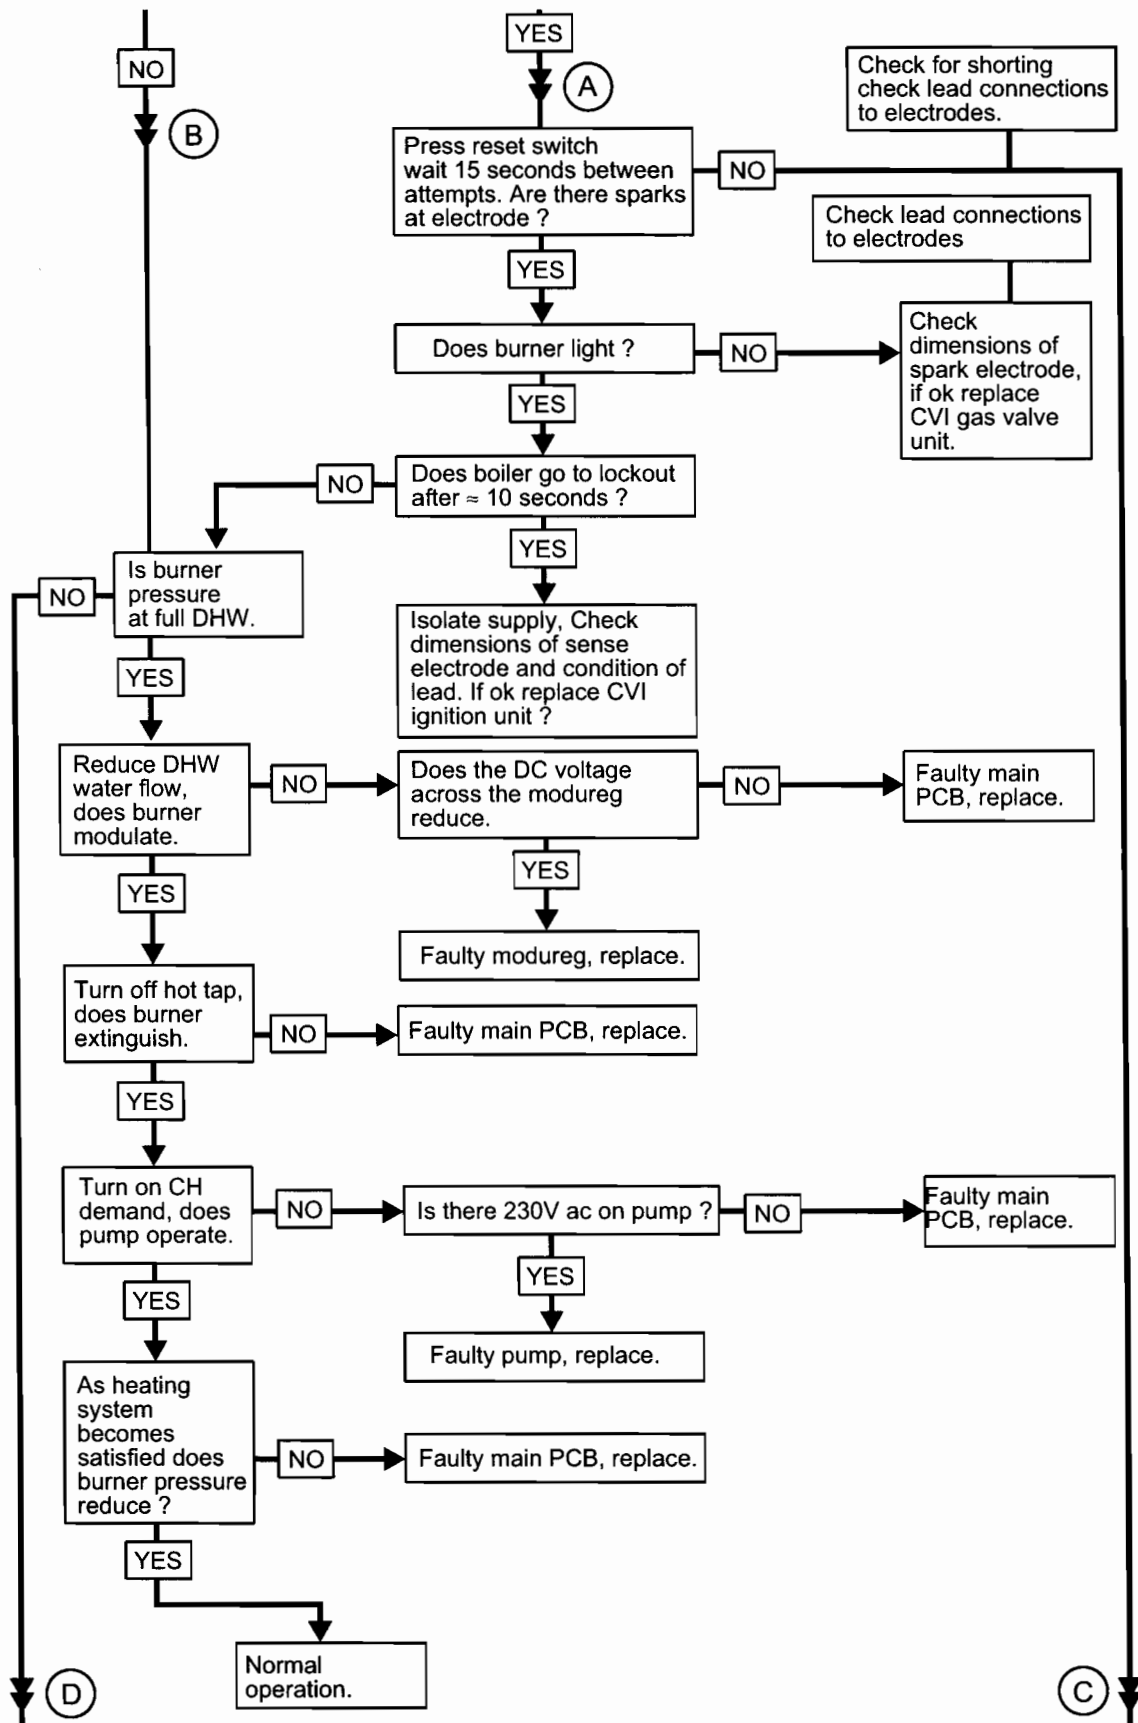 YES
NO
A
B
Check for shorting
check lead connections
to electrodes.
Press reset switch
wait 15 seconds between
attempts. Are there sparks
at electrode ?
NO
Check lead connections
to electrodes
YES
Does burner light ?
NO
Check
dimensions of
spark electrode,
if ok replace
CVI gas valve
unit.
YES
Does boiler go to lockout
after ≈ 10 seconds ?
NO
YES
Is burner
pressure
at full DHW.
NO
Isolate supply, Check
dimensions of sense
electrode and condition of
lead. If ok replace CVI
ignition unit ?
YES
Reduce DHW
water flow,
does burner
modulate.
NO
Does the DC voltage
across the modureg
reduce.
NO
Faulty main
PCB, replace.
YES
YES
Faulty modureg, replace.
Turn off hot tap,
does burner
extinguish.
NO
Faulty main PCB, replace.
YES
Turn on CH
demand, does
pump operate.
NO
Is there 230V ac on pump ?
NO
Faulty main
PCB, replace.
YES
YES
Faulty pump, replace.
As heating
system
becomes
satisfied does
burner pressure
reduce ?
NO
Faulty main PCB, replace.
YES
Normal
operation.
D
C